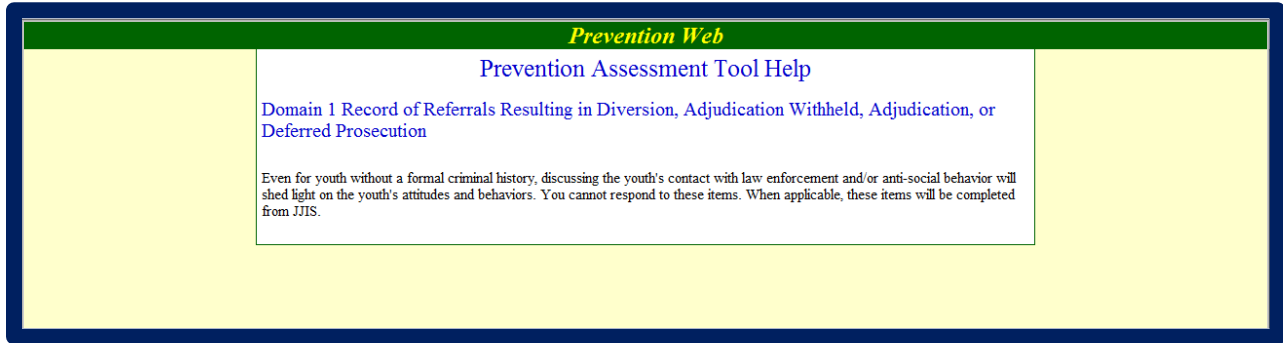 Prevention Web
Prevention Assessment Tool Help
Domain 1 Record of Referrals Resulting in Diversion, Adjudication Withheld, Adjudication, or
Deferred Prosecution
Even for youth without a formal criminal history, discussing the youth's contact with law enforcement and/or anti-social behavior will
shed light on the youth's attitudes and behaviors. You cannot respond to these items. When applicable, these items will be completed
from JJIS.